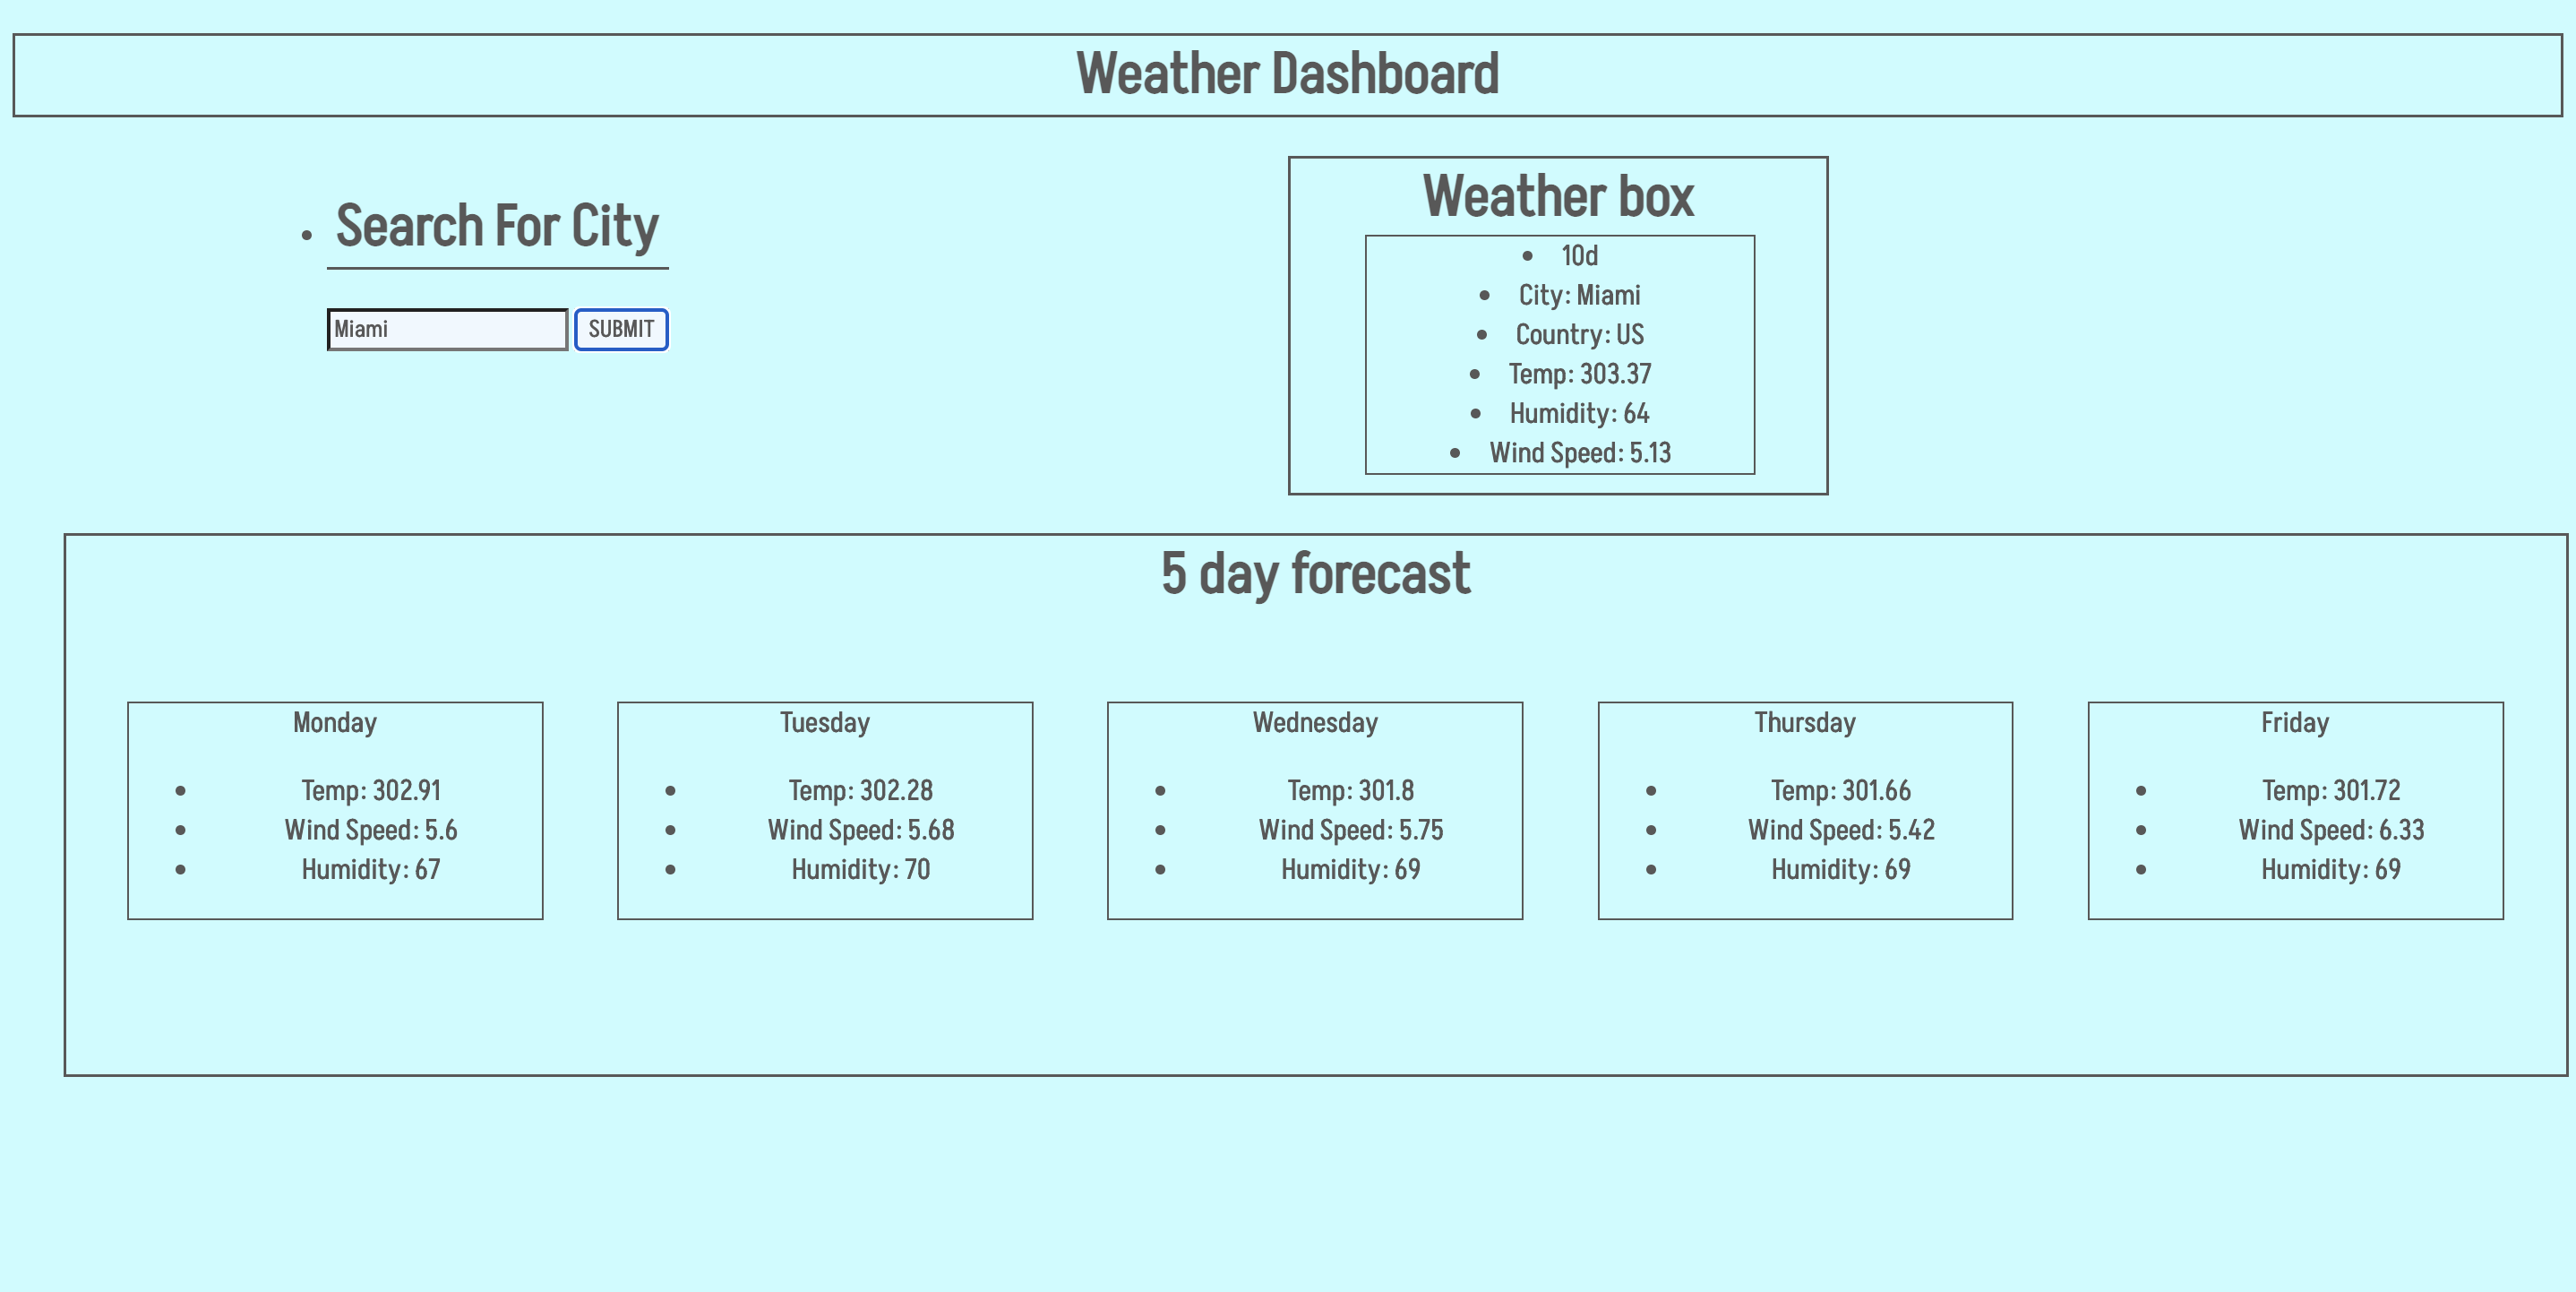 Weather Dashboard
Search For City
Miami SUBMIT
Weather box
10d
City: Miami
Country: US
Temp: 303.37
Humidity: 64
Wind Speed: 5.13
5 day forecast
Monday
Temp: 302.91
Wind Speed: 5.6
Humidity: 67
Tuesday
Temp: 302.28
Wind Speed: 5.68
Humidity: 70
Wednesday
Temp: 301.8
Wind Speed: 5.75
Humidity: 69
Thursday
Temp: 301.66
Wind Speed: 5.42
Humidity: 69
Friday
Temp: 301.72
Wind Speed: 6.33
Humidity: 69